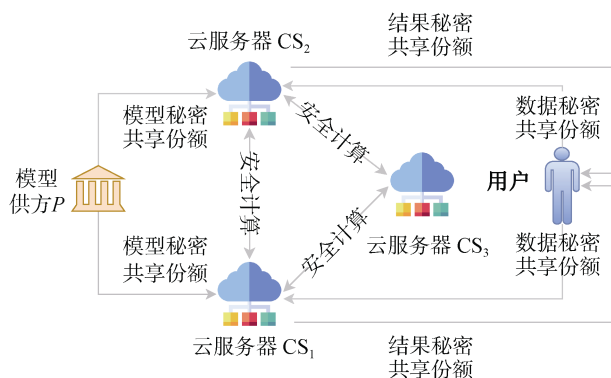 云服务器 CS₂
结果秘密
共享份额
模型秘密
共享份额
安全计算
数据秘密
共享份额
安全计算
模型
供方P
用户
云服务器 CS₃
模型秘密
共享份额
安全计算
数据秘密
共享份额
云服务器 CS₁
结果秘密
共享份额